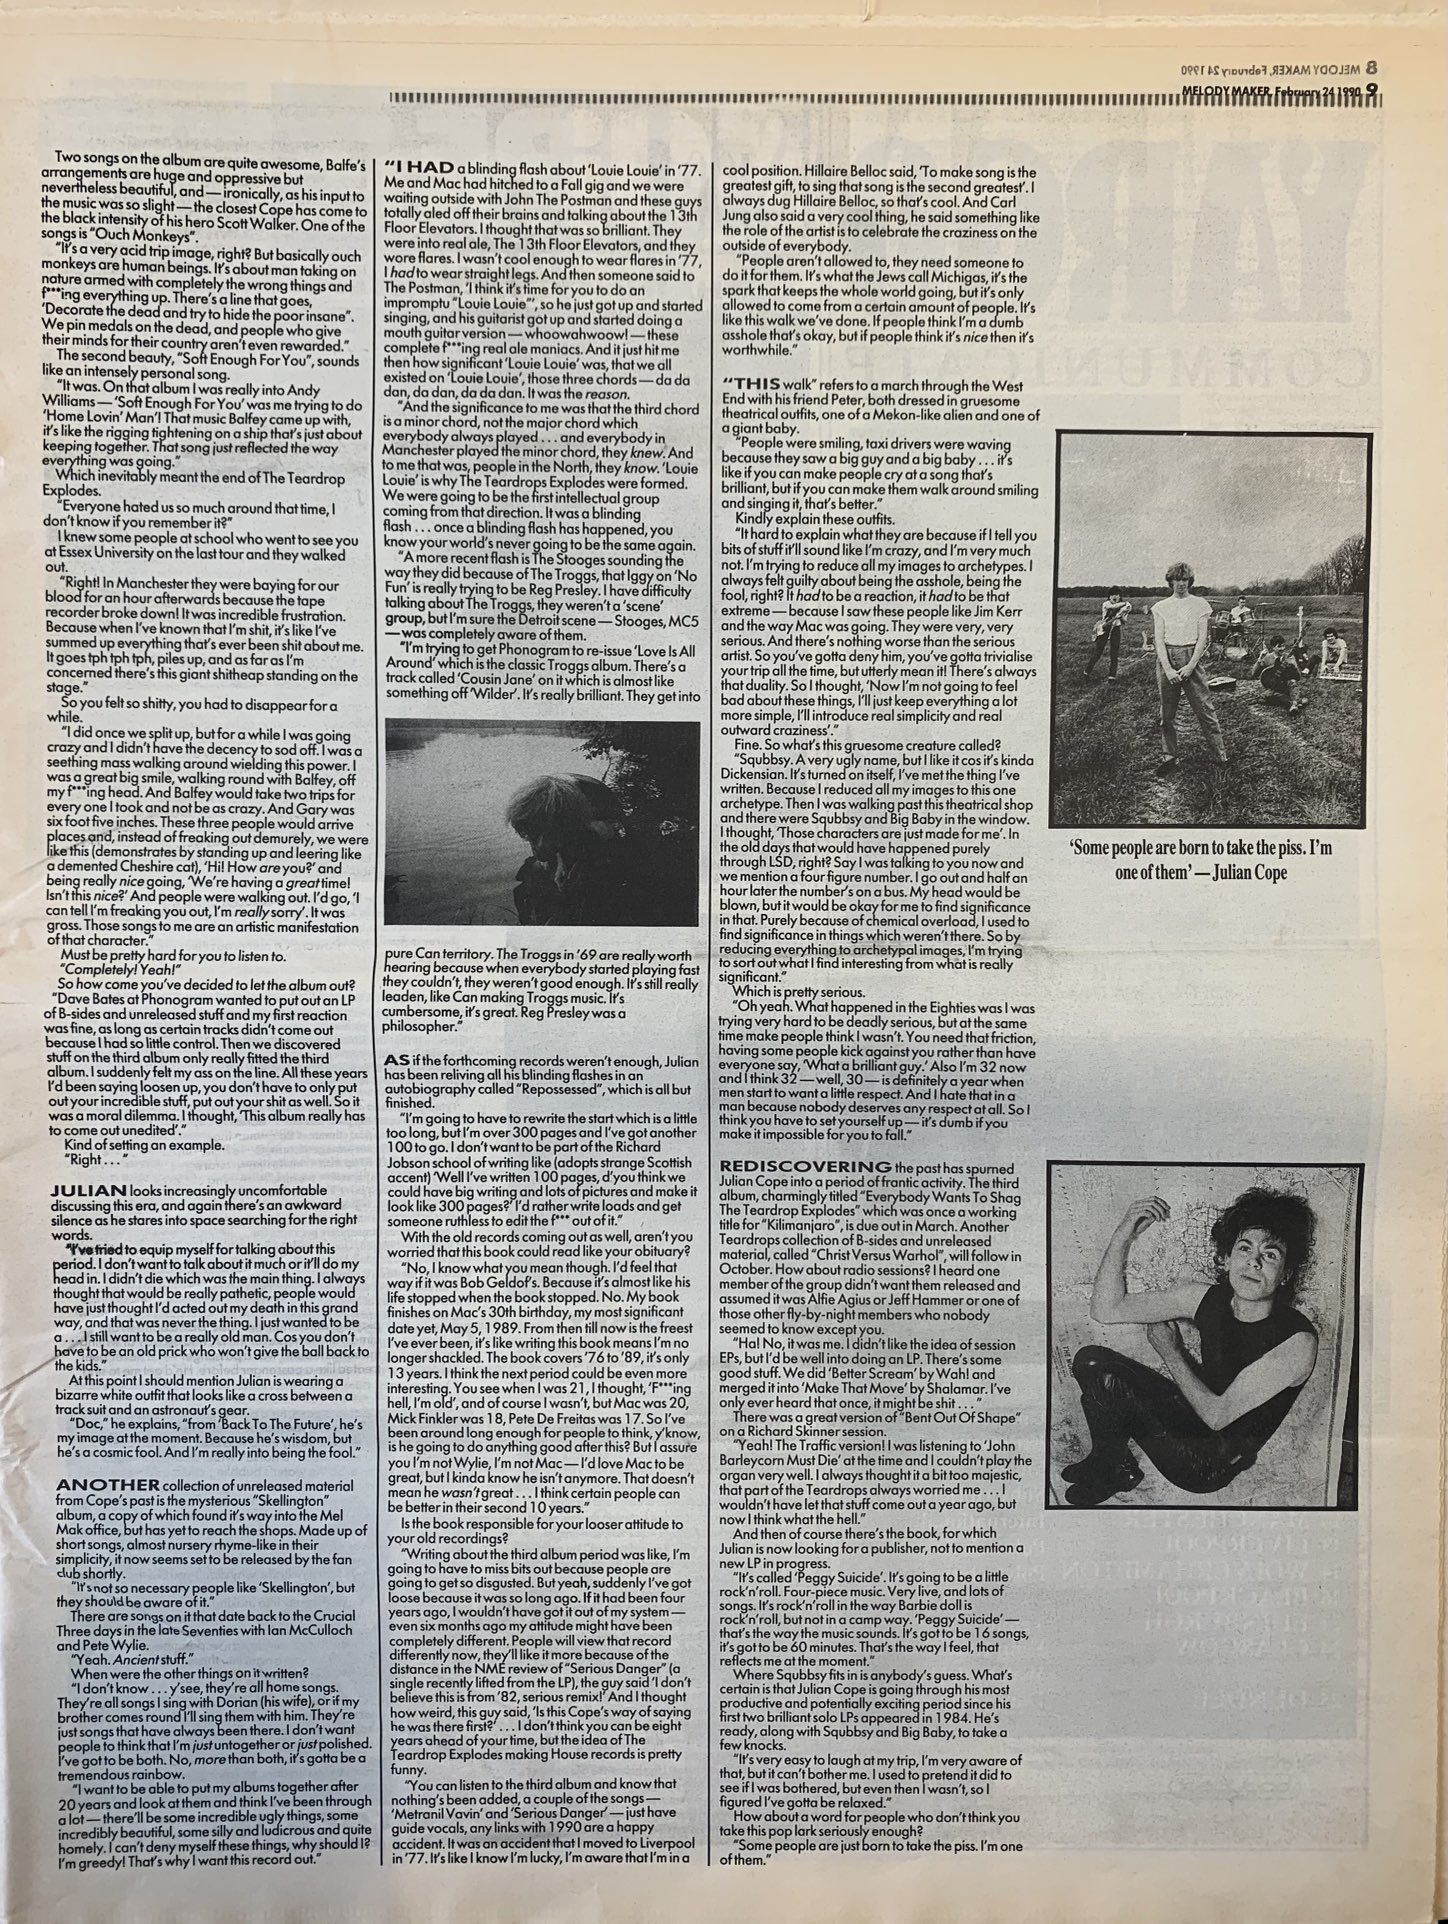 8 MELODY MAKER, February 24 1990
MELODY MAKER, February 24 1990 9
Two songs on the album are quite awesome, Balfe's
arrangements are huge and oppressive but
nevertheless beautiful, and — ironically, as his input to
the music was so slight — the closest Cope has come to
the black intensity of his hero Scott Walker. One of the
songs is "Ouch Monkeys".
"It's a very acid trip image, right? But basically ouch
monkeys are human beings. It's about man taking on
nature armed with completely the wrong things and
f***ing everything up. There's a line that goes,
'Decorate the dead and try to hide the poor insane".
We pin medals on the dead, and people who give
their minds for their country aren't even rewarded."
The second beauty, "Soft Enough For You", sounds
like an intensely personal song.
"It was. On that album I was really into Andy
Williams — 'Soft Enough For You' was me trying to do
'Home Lovin' Man'! That music Balfey came up with,
it's like the rigging tightening on a ship that's just about
keeping together. That song just reflected the way
everything was going."
Which inevitably meant the end of The Teardrop
Explodes.
"Everyone hated us so much around that time, I
don't know if you remember it?"
I knew some people at school who went to see you
at Essex University on the last tour and they walked
out.
"Right! In Manchester they were baying for our
blood for an hour afterwards because the tape
recorder broke down! It was incredible frustration.
Because when I've known that I'm shit, it's like I've
summed up everything that's ever been shit about me.
It goes tph tph tph, piles up, and as far as I'm
concerned there's this giant shitheap standing on the
stage."
So you felt so shitty, you had to disappear for a
while.
"I did once we split up, but for a while I was going
crazy and I didn't have the decency to sod off. I was a
seething mass walking around wielding this power. I
was a great big smile, walking round with Balfey, off
my f***ing head. And Balfey would take two trips for
every one I took and not be as crazy. And Gary was
six foot five inches. These three people would arrive
places and, instead of freaking out demurely, we were
like this (demonstrates by standing up and leering like
a demented Cheshire cat), 'Hi! How are you?' and
being really nice going, 'We're having a great time!
Isn't this nice?' And people were walking out. I'd go, 'I
can tell I'm freaking you out, I'm really sorry'. It was
gross. Those songs to me are an artistic manifestation
of that character."
Must be pretty hard for you to listen to.
"Completely! Yeah!"
So how come you've decided to let the album out?
"Dave Bates at Phonogram wanted to put out an LP
of B-sides and unreleased stuff and my first reaction
was fine, as long as certain tracks didn't come out
because I had so little control. Then we discovered
stuff on the third album only really fitted the third
album. I suddenly felt my ass on the line. All these years
I'd been saying loosen up, you don't have to only put
out your incredible stuff, put out your shit as well. So it
was a moral dilemma. I thought, 'This album really has
to come out unedited'."
Kind of setting an example.
"Right . . ."
JULIAN looks increasingly uncomfortable
discussing this era, and again there's an awkward
silence as he stares into space searching for the right
words.
"I've tried to equip myself for talking about this
period. I don't want to talk about it much or it'll do my
head in. I didn't die which was the main thing. I always
thought that would be really pathetic, people would
have just thought I'd acted out my death in this grand
way, and that was never the thing. I just wanted to be
a . . . I still want to be a really old man. Cos you don't
have to be an old prick who won't give the ball back to
the kids."
At this point I should mention Julian is wearing a
bizarre white outfit that looks like a cross between a
track suit and an astronaut's gear.
"Doc," he explains, "from 'Back To The Future', he's
my image at the moment. Because he's wisdom, but
he's a cosmic fool. And I'm really into being the fool."
ANOTHER collection of unreleased material
from Cope's past is the mysterious "Skellington"
album, a copy of which found it's way into the Mel
Mak office, but has yet to reach the shops. Made up of
short songs, almost nursery rhyme-like in their
simplicity, it now seems set to be released by the fan
club shortly.
"It's not so necessary people like 'Skellington', but
they should be aware of it."
There are songs on it that date back to the Crucial
Three days in the late Seventies with Ian McCulloch
and Pete Wylie.
"Yeah. Ancient stuff."
When were the other things on it written?
"I don't know . . . y'see, they're all home songs.
They're all songs I sing with Dorian (his wife), or if my
brother comes round I'll sing them with him. They're
just songs that have always been there. I don't want
people to think that I'm just untogether or just polished.
I've got to be both. No, more than both, it's gotta be a
tremendous rainbow.
"I want to be able to put my albums together after
20 years and look at them and think I've been through
a lot — there'll be some incredible ugly things, some
incredibly beautiful, some silly and ludicrous and quite
homely. I can't deny myself these things, why should I?
I'm greedy! That's why I want this record out."
"I HAD a blinding flash about 'Louie Louie' in '77.
Me and Mac had hitched to a Fall gig and we were
waiting outside with John The Postman and these guys
totally aled off their brains and talking about the 13th
Floor Elevators. I thought that was so brilliant. They
were into real ale, The 13th Floor Elevators, and they
wore flares. I wasn't cool enough to wear flares in '77,
I had to wear straight legs. And then someone said to
The Postman, 'I think it's time for you to do an
impromptu "Louie Louie"', so he just got up and started
singing, and his guitarist got up and started doing a
mouth guitar version — whoowahwoow! — these
complete f***ing real ale maniacs. And it just hit me
then how significant 'Louie Louie' was, that we all
existed on 'Louie Louie', those three chords — da da
dan, da dan, da da dan. It was the reason.
"And the significance to me was that the third chord
is a minor chord, not the major chord which
everybody always played . . . and everybody in
Manchester played the minor chord, they knew. And
to me that was, people in the North, they know. 'Louie
Louie' is why The Teardrops Explodes were formed.
We were going to be the first intellectual group
coming from that direction. It was a blinding
flash . . . once a blinding flash has happened, you
know your world's never going to be the same again.
"A more recent flash is The Stooges sounding the
way they did because of The Troggs, that Iggy on 'No
Fun' is really trying to be Reg Presley. I have difficulty
talking about The Troggs, they weren't a 'scene'
group, but I'm sure the Detroit scene — Stooges, MC5
— was completely aware of them.
"I'm trying to get Phonogram to re-issue 'Love Is All
Around' which is the classic Troggs album. There's a
track called 'Cousin Jane' on it which is almost like
something off 'Wilder'. It's really brilliant. They get into
pure Can territory. The Troggs in '69 are really worth
hearing because when everybody started playing fast
they couldn't, they weren't good enough. It's still really
leaden, like Can making Troggs music. It's
cumbersome, it's great. Reg Presley was a
philosopher."
AS if the forthcoming records weren't enough, Julian
has been reliving all his blinding flashes in an
autobiography called "Repossessed", which is all but
finished.
"I'm going to have to rewrite the start which is a little
too long, but I'm over 300 pages and I've got another
100 to go. I don't want to be part of the Richard
Jobson school of writing like (adopts strange Scottish
accent) 'Well I've written 100 pages, d'you think we
could have big writing and lots of pictures and make it
look like 300 pages?' I'd rather write loads and get
someone ruthless to edit the f*** out of it."
With the old records coming out as well, aren't you
worried that this book could read like your obituary?
"No, I know what you mean though. I'd feel that
way if it was Bob Geldof's. Because it's almost like his
life stopped when the book stopped. No. My book
finishes on Mac's 30th birthday, my most significant
date yet, May 5, 1989. From then till now is the freest
I've ever been, it's like writing this book means I'm no
longer shackled. The book covers '76 to '89, it's only
13 years. I think the next period could be even more
interesting. You see when I was 21, I thought, 'F***ing
hell, I'm old', and of course I wasn't, but Mac was 20,
Mick Finkler was 18, Pete De Freitas was 17. So I've
been around long enough for people to think, y'know,
is he going to do anything good after this? But I assure
you I'm not Wylie, I'm not Mac — I'd love Mac to be
great, but I kinda know he isn't anymore. That doesn't
mean he wasn't great . . . I think certain people can
be better in their second 10 years."
Is the book responsible for your looser attitude to
your old recordings?
"Writing about the third album period was like, I'm
going to have to miss bits out because people are
going to get so disgusted. But yeah, suddenly I've got
loose because it was so long ago. If it had been four
years ago, I wouldn't have got it out of my system —
even six months ago my attitude might have been
completely different. People will view that record
differently now, they'll like it more because of the
distance in the NME review of "Serious Danger" (a
single recently lifted from the LP), the guy said 'I don't
believe this is from '82, serious remix!' And I thought
how weird, this guy said, 'Is this Cope's way of saying
he was there first?' . . . I don't think you can be eight
years ahead of your time, but the idea of The
Teardrop Explodes making House records is pretty
funny.
"You can listen to the third album and know that
nothing's been added, a couple of the songs —
'Metranil Vavin' and 'Serious Danger' — just have
guide vocals, any links with 1990 are a happy
accident. It was an accident that I moved to Liverpool
in '77. It's like I know I'm lucky, I'm aware that I'm in a
cool position. Hillaire Belloc said, 'To make song is the
greatest gift, to sing that song is the second greatest'. I
always dug Hillaire Belloc, so that's cool. And Carl
Jung also said a very cool thing, he said something like
the role of the artist is to celebrate the craziness on the
outside of everybody.
"People aren't allowed to, they need someone to
do it for them. It's what the Jews call Michigas, it's the
spark that keeps the whole world going, but it's only
allowed to come from a certain amount of people. It's
like this walk we've done. If people think I'm a dumb
asshole that's okay, but if people think it's nice then it's
worthwhile."
"THIS walk" refers to a march through the West
End with his friend Peter, both dressed in gruesome
theatrical outfits, one of a Mekon-like alien and one of
a giant baby.
"People were smiling, taxi drivers were waving
because they saw a big guy and a big baby . . . it's
like if you can make people cry at a song that's
brilliant, but if you can make them walk around smiling
and singing it, that's better."
Kindly explain these outfits.
"It hard to explain what they are because if I tell you
bits of stuff it'll sound like I'm crazy, and I'm very much
not. I'm trying to reduce all my images to archetypes. I
always felt guilty about being the asshole, being the
fool, right? It had to be a reaction, it had to be that
extreme — because I saw these people like Jim Kerr
and the way Mac was going. They were very, very
serious. And there's nothing worse than the serious
artist. So you've gotta deny him, you've gotta trivialise
your trip all the time, but utterly mean it! There's always
that duality. So I thought, 'Now I'm not going to feel
bad about these things, I'll just keep everything a lot
more simple, I'll introduce real simplicity and real
outward craziness'."
Fine. So what's this gruesome creature called?
"Squbbsy. A very ugly name, but I like it cos it's kinda
Dickensian. It's turned on itself, I've met the thing I've
written. Because I reduced all my images to this one
archetype. Then I was walking past this theatrical shop
and there were Squbbsy and Big Baby in the window.
I thought, 'Those characters are just made for me'. In
the old days that would have happened purely
through LSD, right? Say I was talking to you now and
we mention a four figure number. I go out and half an
hour later the number's on a bus. My head would be
blown, but it would be okay for me to find significance
in that. Purely because of chemical overload, I used to
find significance in things which weren't there. So by
reducing everything to archetypal images, I'm trying
to sort out what I find interesting from what is really
significant."
Which is pretty serious.
"Oh yeah. What happened in the Eighties was I was
trying very hard to be deadly serious, but at the same
time make people think I wasn't. You need that friction,
having some people kick against you rather than have
everyone say, 'What a brilliant guy.' Also I'm 32 now
and I think 32 — well, 30 — is definitely a year when
men start to want a little respect. And I hate that in a
man because nobody deserves any respect at all. So I
think you have to set yourself up — it's dumb if you
make it impossible for you to fall."
REDISCOVERING the past has spurned
Julian Cope into a period of frantic activity. The third
album, charmingly titled "Everybody Wants To Shag
The Teardrop Explodes" which was once a working
title for "Kilimanjaro", is due out in March. Another
Teardrops collection of B-sides and unreleased
material, called "Christ Versus Warhol", will follow in
October. How about radio sessions? I heard one
member of the group didn't want them released and
assumed it was Alfie Agius or Jeff Hammer or one of
those other fly-by-night members who nobody
seemed to know except you.
"Ha! No, it was me. I didn't like the idea of session
EPs, but I'd be well into doing an LP. There's some
good stuff. We did 'Better Scream' by Wah! and
merged it into 'Make That Move' by Shalamar. I've
only ever heard that once, it might be shit . . ."
There was a great version of "Bent Out Of Shape"
on a Richard Skinner session.
"Yeah! The Traffic version! I was listening to 'John
Barleycorn Must Die' at the time and I couldn't play the
organ very well. I always thought it a bit too majestic,
that part of the Teardrops always worried me . . . I
wouldn't have let that stuff come out a year ago, but
now I think what the hell."
And then of course there's the book, for which
Julian is now looking for a publisher, not to mention a
new LP in progress.
"It's called 'Peggy Suicide'. It's going to be a little
rock'n'roll. Four-piece music. Very live, and lots of
songs. It's rock'n'roll in the way Barbie doll is
rock'n'roll, but not in a camp way. 'Peggy Suicide' —
that's the way the music sounds. It's got to be 16 songs,
it's got to be 60 minutes. That's the way I feel, that
reflects me at the moment."
Where Squbbsy fits in is anybody's guess. What's
certain is that Julian Cope is going through his most
productive and potentially exciting period since his
first two brilliant solo LPs appeared in 1984. He's
ready, along with Squbbsy and Big Baby, to take a
few knocks.
"It's very easy to laugh at my trip, I'm very aware of
that, but it can't bother me. I used to pretend it did to
see if I was bothered, but even then I wasn't, so I
figured I've gotta be relaxed."
How about a word for people who don't think you
take this pop lark seriously enough?
"Some people are just born to take the piss. I'm one
of them."
'Some people are born to take the piss. I'm
one of them' — Julian Cope